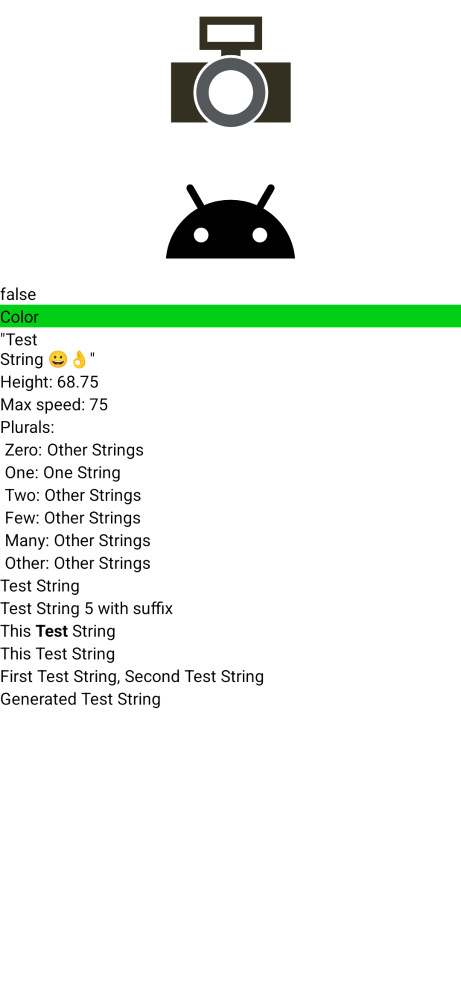 false
Color
"Test
String 😀👌"
Height: 68.75
Max speed: 75
Plurals:
Zero: Other Strings
One: One String
Two: Other Strings
Few: Other Strings
Many: Other Strings
Other: Other Strings
Test String
Test String 5 with suffix
This Test String
This Test String
First Test String, Second Test String
Generated Test String